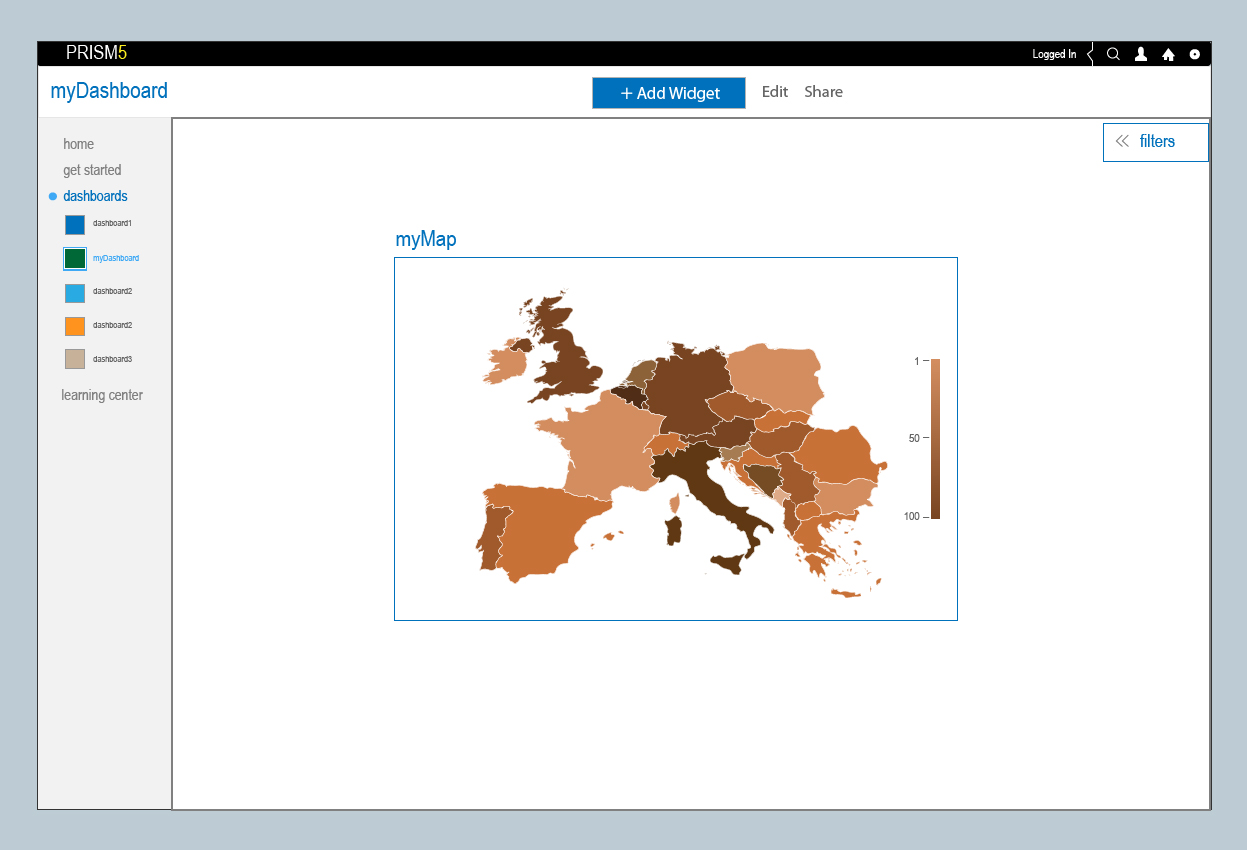 PRISM5
Logged In
myDashboard
+ Add Widget
Edit
Share
filters
home
get started
dashboards
dashboard1
myDashboard
dashboard2
dashboard2
dashboard3
learning center
myMap
1
50
100